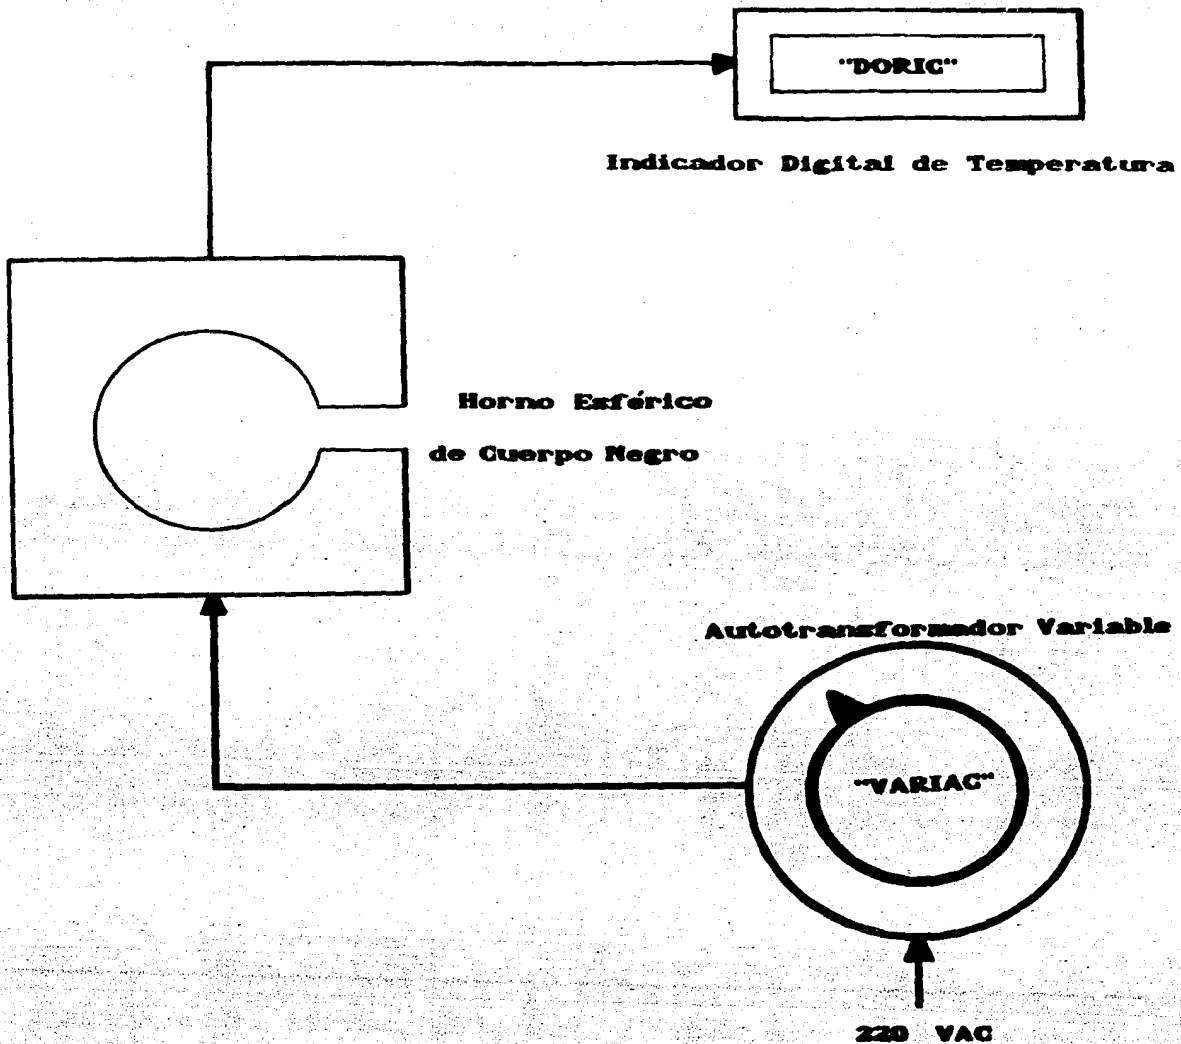 "DORIC"
Indicador Digital de Temperatura
Horno Esférico
de Cuerpo Negro
Autotransformador Variable
"VARIAC"
220 VAC